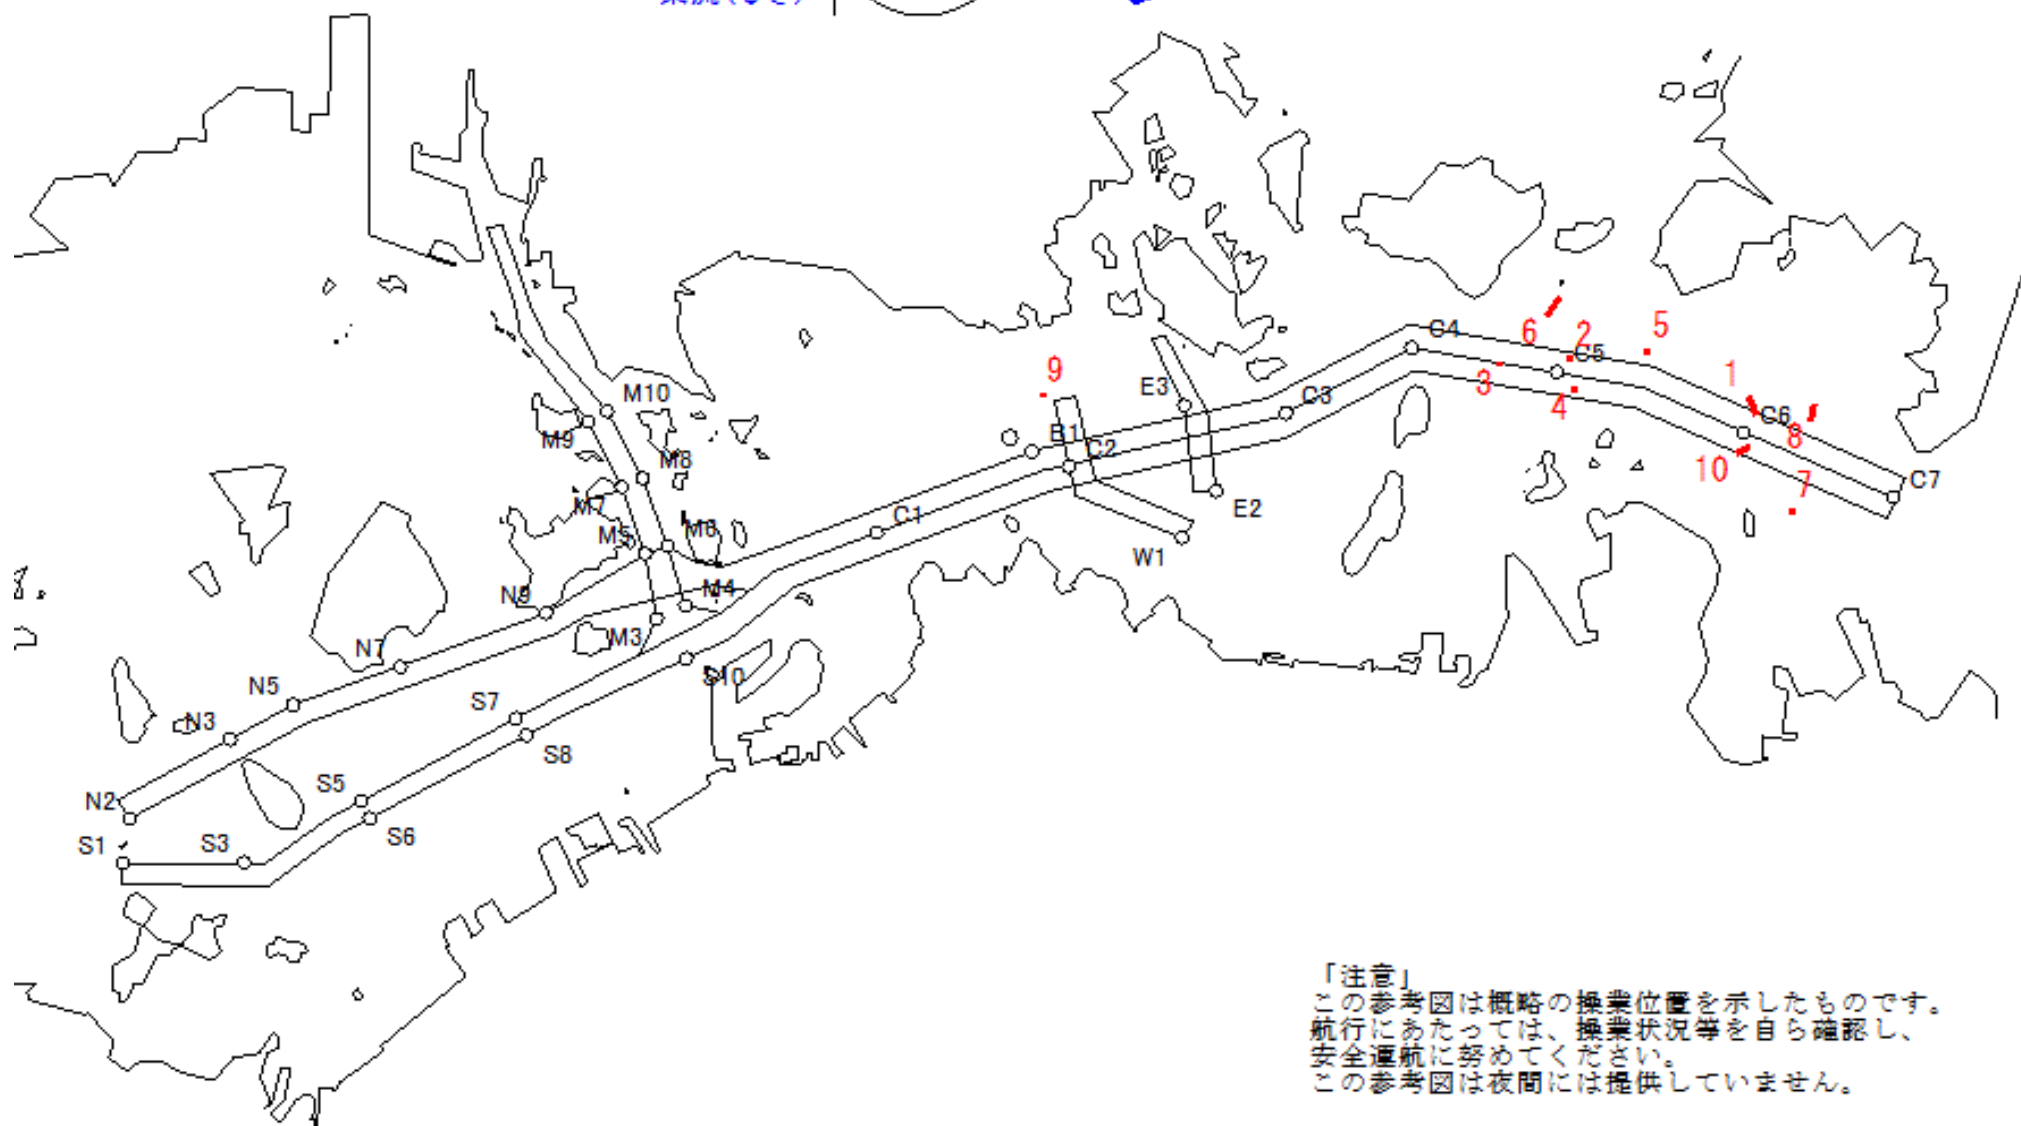 C4
6
2
C5
5
3
4
1
C6
8
10
7
C7
9
E3
C3
B1
C2
E2
W1
C1
M10
M9
M8
M7
M5
M6
M4
M3
N9
N7
N5
N3
N2
S10
S7
S8
S5
S6
S3
S1
「注意」
この参考図は概略の操業位置を示したものです。
航行にあたっては、操業状況等を自ら確認し、
安全運航に努めてください。
この参考図は夜間には提供していません。